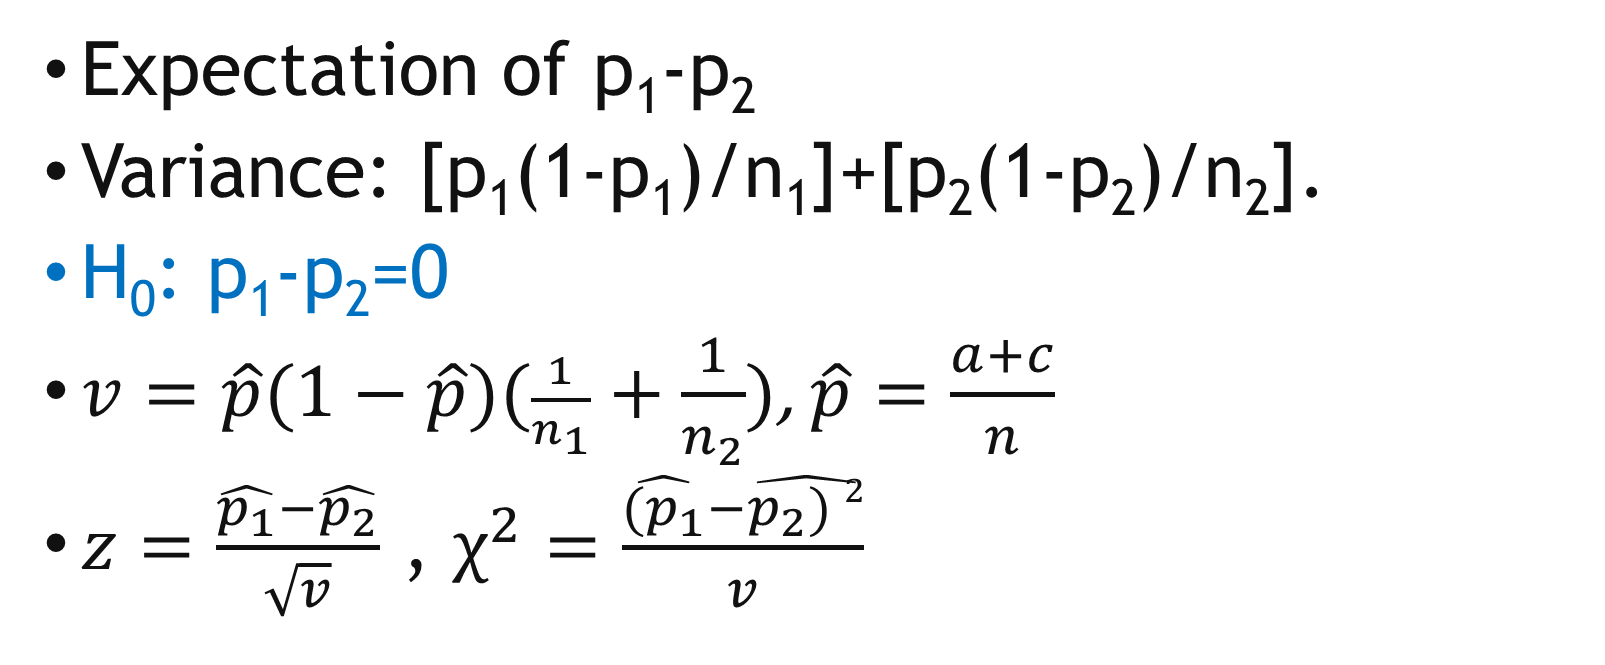 • Expectation of p₁-p₂
• Variance: [p₁(1-p₁)/n₁]+[p₂(1-p₂)/n₂].
• H₀: p₁-p₂=0
• 𝑣 = p̂(1 − p̂)(1/n₁ + 1/n₂), p̂ = (a+c)/n
• z = (p̂₁−p̂₂)/√v , χ² = (p̂₁−p̂₂)²/v